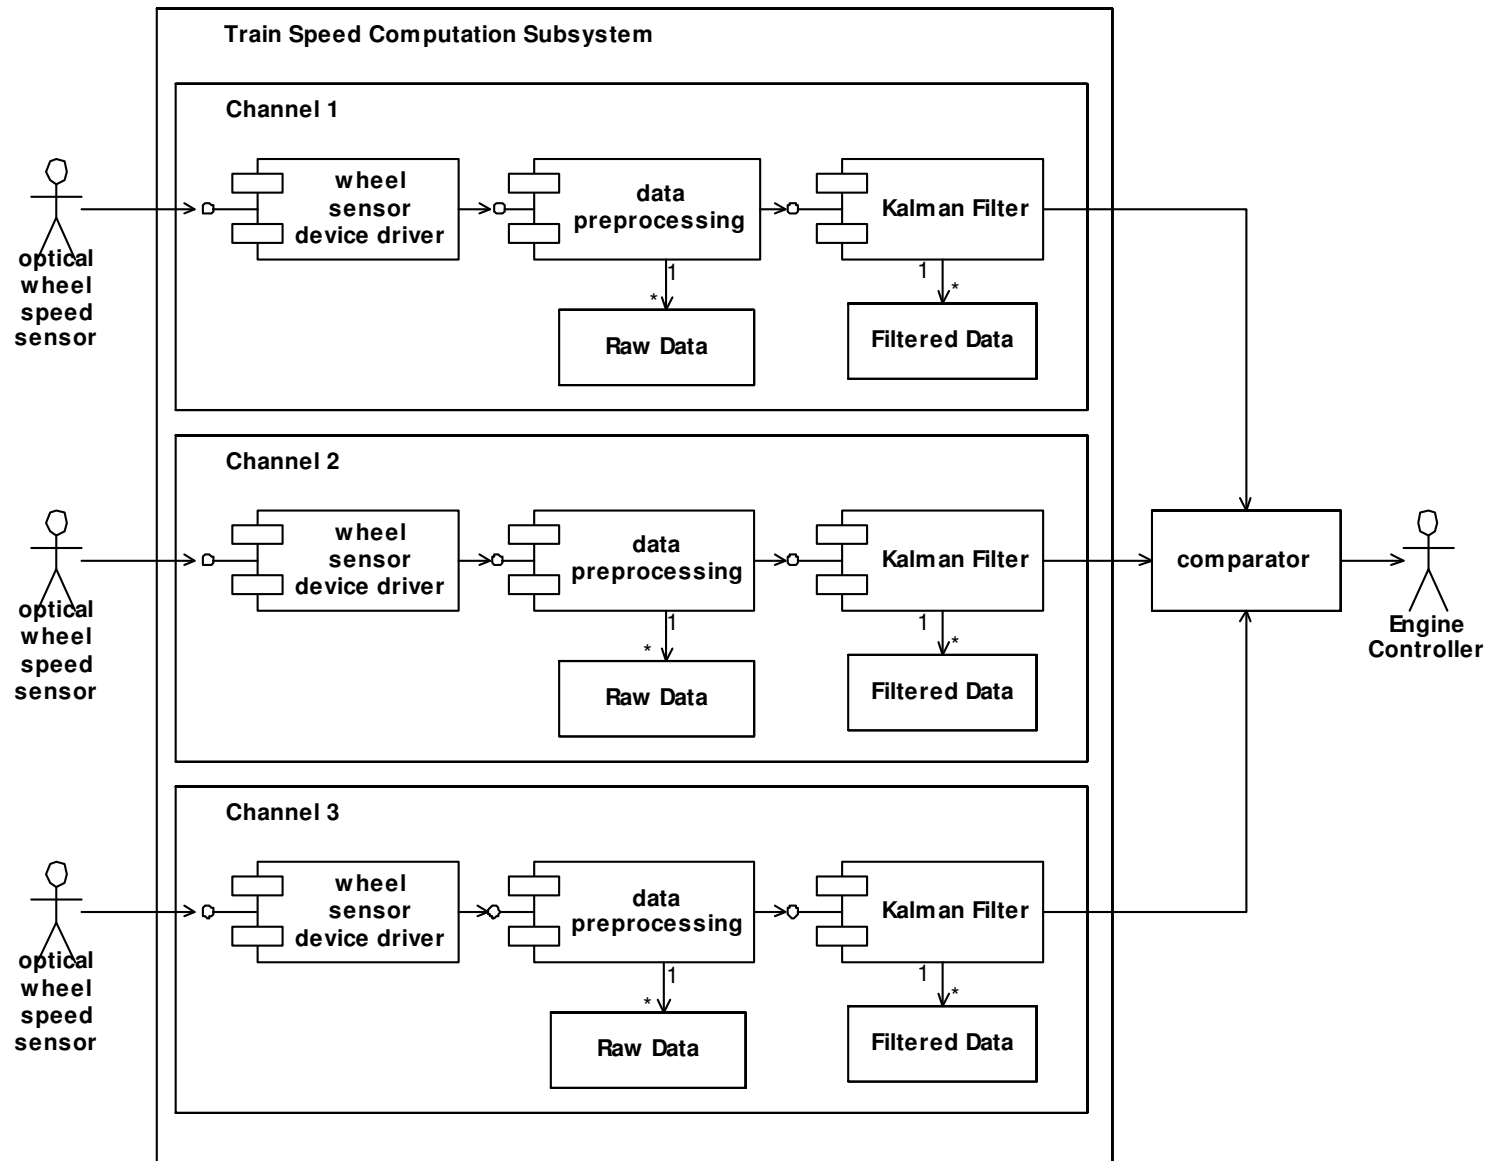 Train Speed Computation Subsystem
Channel 1
optical
wheel
speed
sensor
wheel
sensor
device driver
data
preprocessing
Kalman Filter
1
*
Raw Data
1
*
Filtered Data
Channel 2
optical
wheel
speed
sensor
wheel
sensor
device driver
data
preprocessing
Kalman Filter
1
*
Raw Data
1
*
Filtered Data
comparator
Engine
Controller
Channel 3
optical
wheel
speed
sensor
wheel
sensor
device driver
data
preprocessing
Kalman Filter
1
*
Raw Data
1
*
Filtered Data